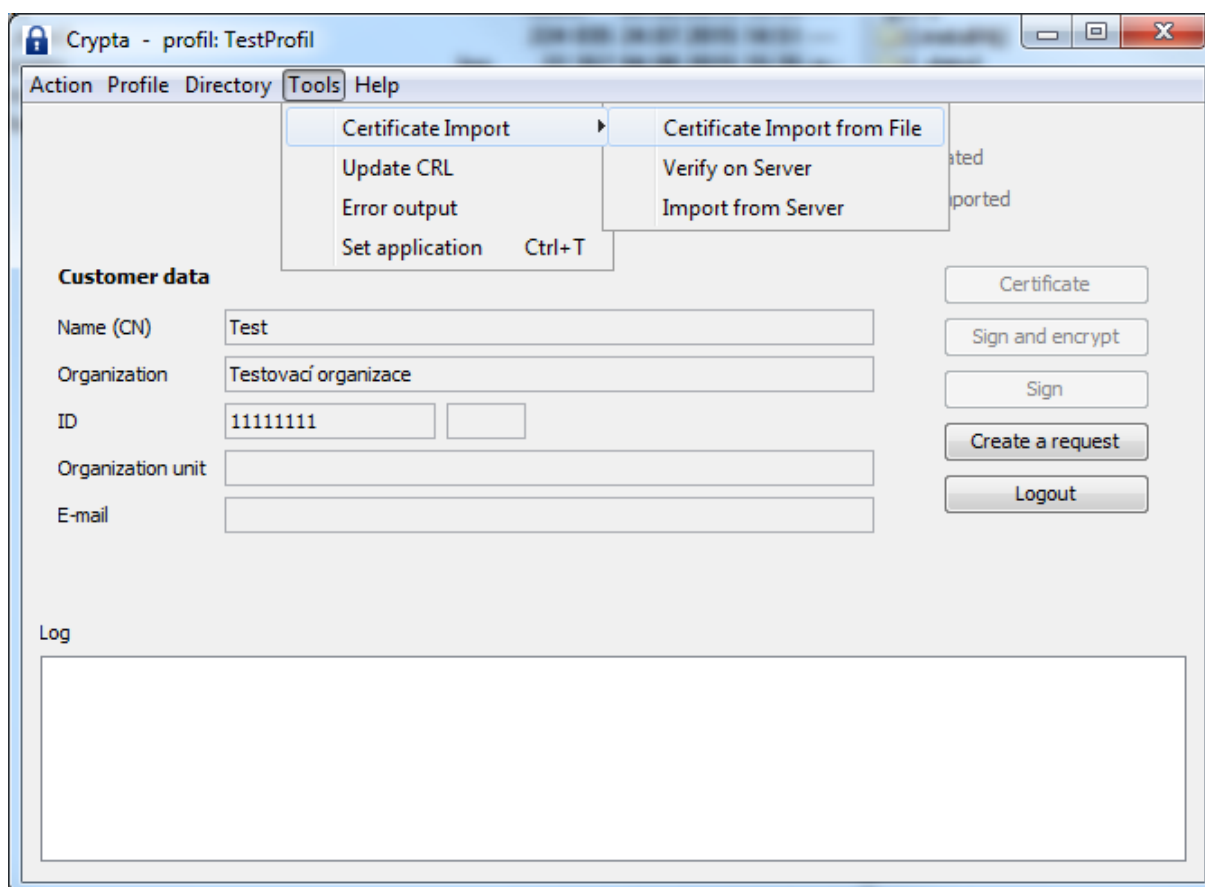 Crypta - profil: TestProfil
Action Profile Directory Tools Help
Certificate Import
Certificate Import from File
Update CRL
Verify on Server
Error output
Import from Server
Set application Ctrl+T
Customer data
Certificate
Name (CN) Test
Sign and encrypt
Organization Testovací organizace
Sign
ID 11111111
Create a request
Organization unit
Logout
E-mail
Log